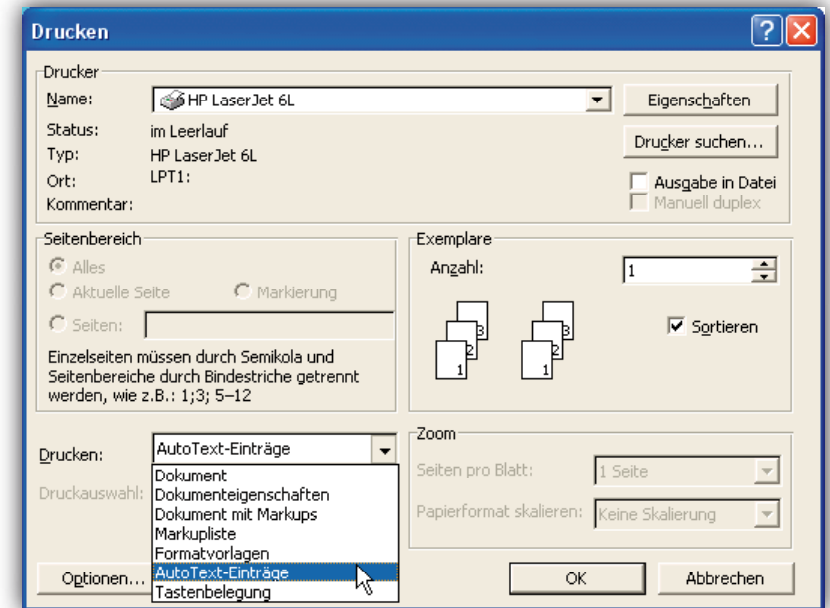 Drucken
Drucker
Name:
HP LaserJet 6L
Eigenschaften
Status:
im Leerlauf
Drucker suchen...
Typ:
HP LaserJet 6L
Ort:
LPT1:
Ausgabe in Datei
Kommentar:
Manuell duplex
Seitenbereich
Alles
Aktuelle Seite
Markierung
Seiten:
Einzelseiten müssen durch Semikola und
Seitenbereiche durch Bindestriche getrennt
werden, wie z.B.: 1;3; 5–12
Exemplare
Anzahl:
1
3
2
1
3
2
1
Sortieren
Drucken:
AutoText-Einträge
Druckauswahl:
Dokument
Dokumenteigenschaften
Dokument mit Markups
Markupliste
Formatvorlagen
AutoText-Einträge
Tastenbelegung
Zoom
Seiten pro Blatt:
1 Seite
Papierformat skalieren:
Keine Skalierung
Optionen...
OK
Abbrechen